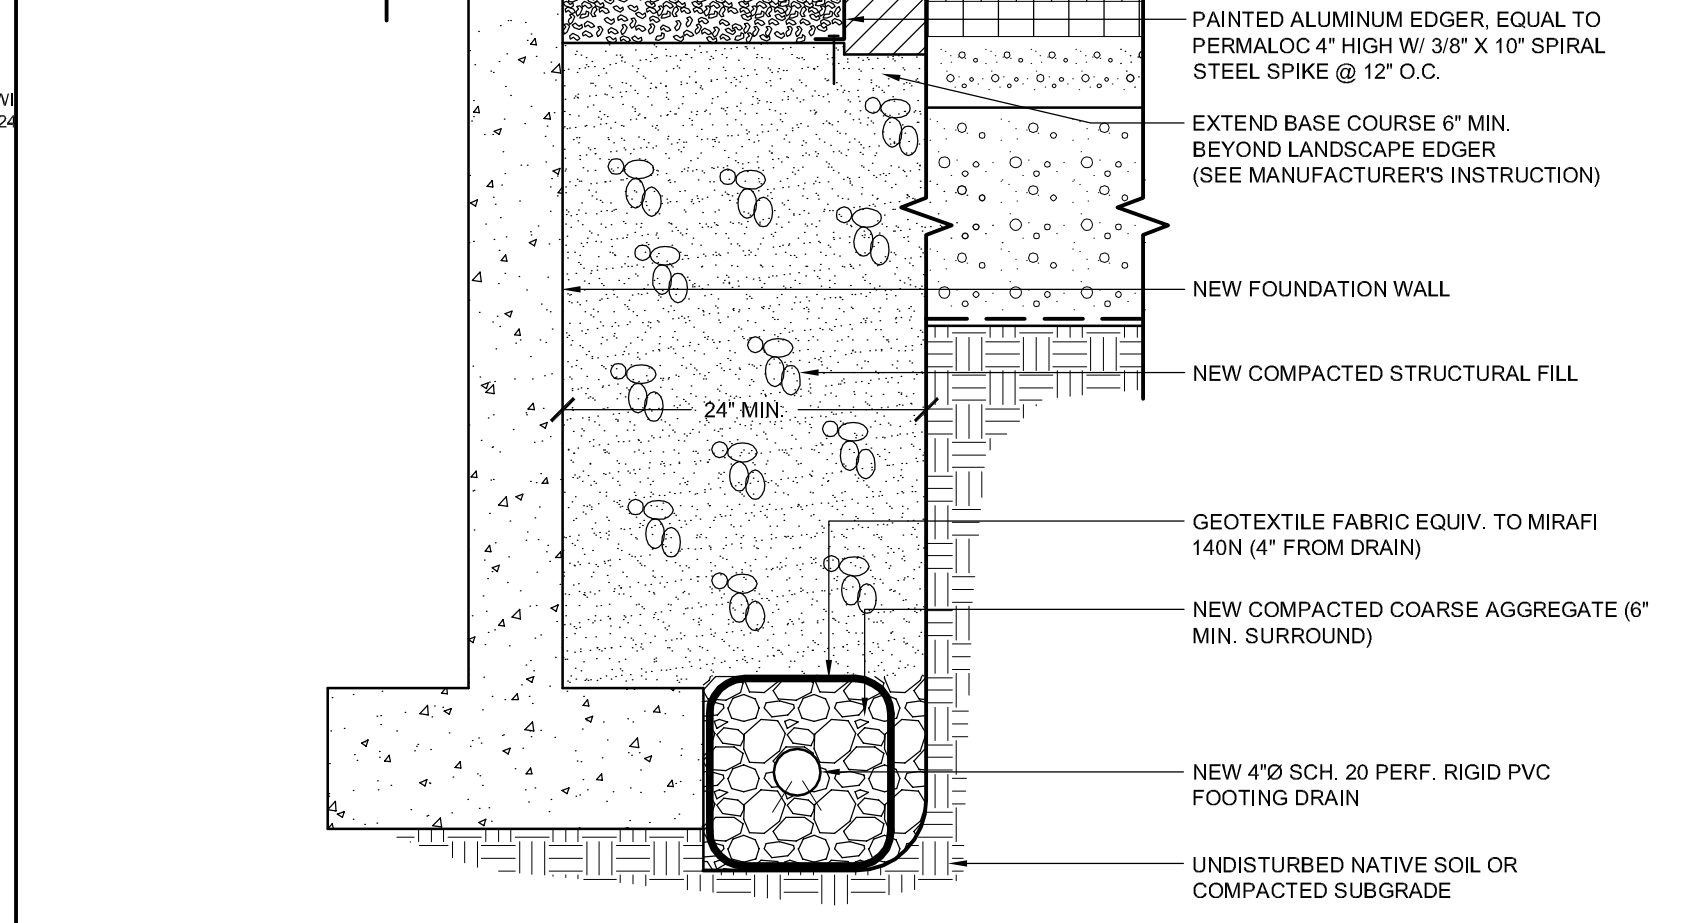 PAINTED ALUMINUM EDGER, EQUAL TO
PERMALOC 4" HIGH W/ 3/8" X 10" SPIRAL
STEEL SPIKE @ 12" O.C.
EXTEND BASE COURSE 6" MIN.
BEYOND LANDSCAPE EDGER
(SEE MANUFACTURER'S INSTRUCTION)
NEW FOUNDATION WALL
NEW COMPACTED STRUCTURAL FILL
24" MIN.
GEOTEXTILE FABRIC EQUIV. TO MIRAFI
140N (4" FROM DRAIN)
NEW COMPACTED COARSE AGGREGATE (6"
MIN. SURROUND)
NEW 4"Ø SCH. 20 PERF. RIGID PVC
FOOTING DRAIN
UNDISTURBED NATIVE SOIL OR
COMPACTED SUBGRADE